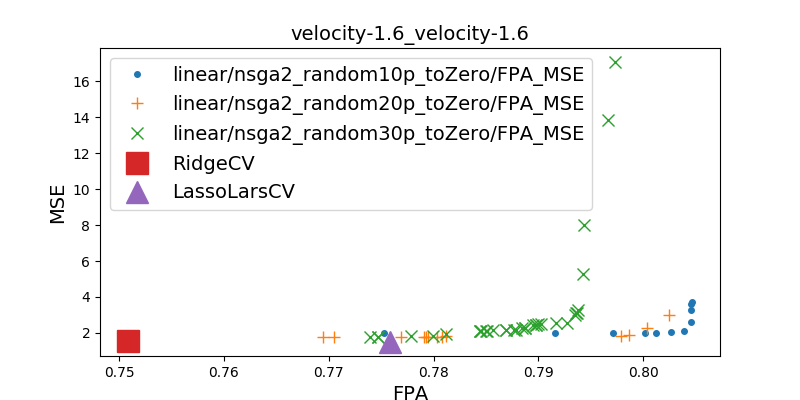 velocity-1.6_velocity-1.6
linear/nsga2_random10p_toZero/FPA_MSE
linear/nsga2_random20p_toZero/FPA_MSE
linear/nsga2_random30p_toZero/FPA_MSE
RidgeCV
LassoLarsCV
MSE
16
14
12
10
8
6
4
2
0.75
0.76
0.77
0.78
0.79
0.80
FPA